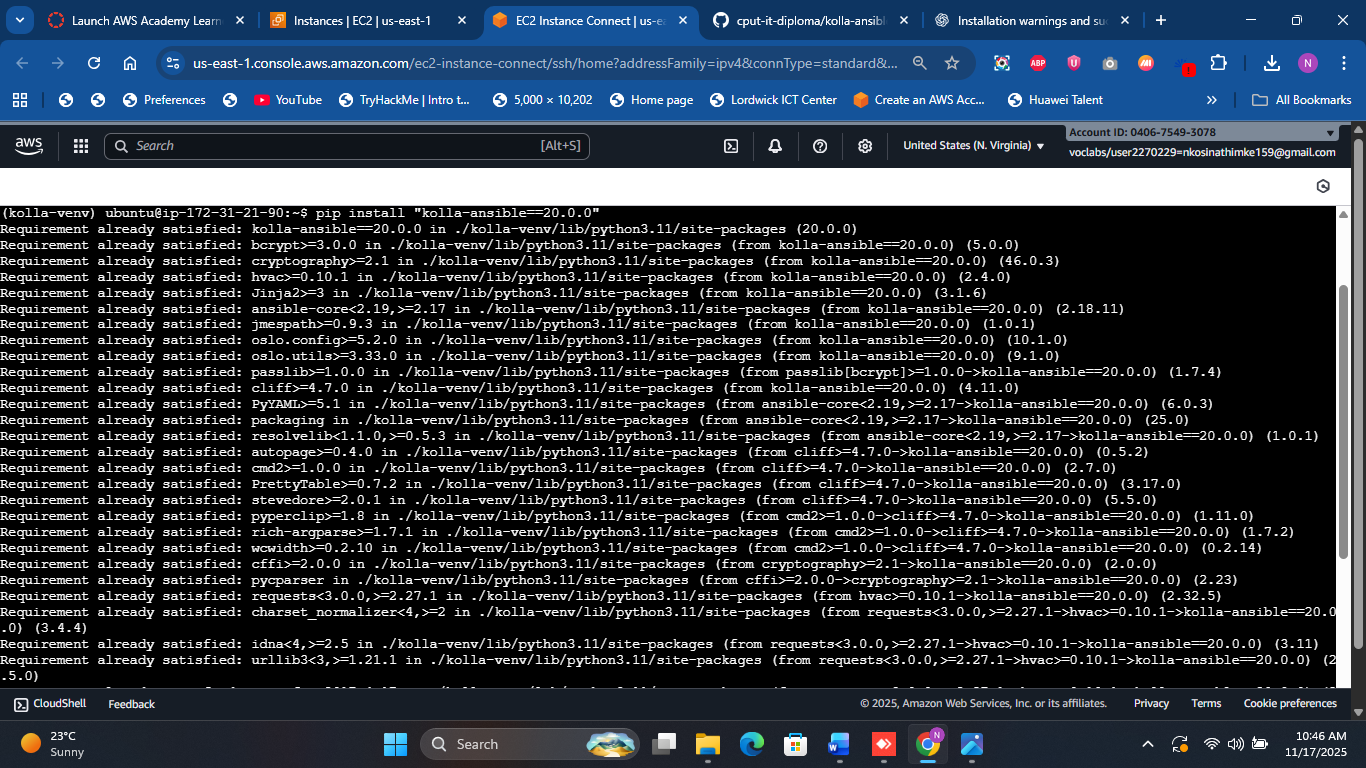 Launch AWS Academy Learn
Instances | EC2 | us-east-1
EC2 Instance Connect | us-ea
cput-it-diploma/kolla-ansibl
Installation warnings and su
us-east-1.console.aws.amazon.com/ec2-instance-connect/ssh/home?addressFamily=ipv4&connType=standard&...
ABP
1
N
Preferences
YouTube
TryHackMe | Intro t...
5,000 × 10,202
Home page
Lordwick ICT Center
Create an AWS Acc...
Huawei Talent
»
All Bookmarks
aws
Search
[Alt+S]
United States (N. Virginia)
Account ID: 0406-7549-3078
voclabs/user2270229=nkosinathimke159@gmail.com
(kolla-venv) ubuntu@ip-172-31-21-90:~$ pip install "kolla-ansible==20.0.0"
Requirement already satisfied: kolla-ansible==20.0.0 in ./kolla-venv/lib/python3.11/site-packages (20.0.0)
Requirement already satisfied: bcrypt>=3.0.0 in ./kolla-venv/lib/python3.11/site-packages (from kolla-ansible==20.0.0) (5.0.0)
Requirement already satisfied: cryptography>=2.1 in ./kolla-venv/lib/python3.11/site-packages (from kolla-ansible==20.0.0) (46.0.3)
Requirement already satisfied: hvac>=0.10.1 in ./kolla-venv/lib/python3.11/site-packages (from kolla-ansible==20.0.0) (2.4.0)
Requirement already satisfied: Jinja2>=3 in ./kolla-venv/lib/python3.11/site-packages (from kolla-ansible==20.0.0) (3.1.6)
Requirement already satisfied: ansible-core<2.19,>=2.17 in ./kolla-venv/lib/python3.11/site-packages (from kolla-ansible==20.0.0) (2.18.11)
Requirement already satisfied: jmespath>=0.9.3 in ./kolla-venv/lib/python3.11/site-packages (from kolla-ansible==20.0.0) (1.0.1)
Requirement already satisfied: oslo.config>=5.2.0 in ./kolla-venv/lib/python3.11/site-packages (from kolla-ansible==20.0.0) (10.1.0)
Requirement already satisfied: oslo.utils>=3.33.0 in ./kolla-venv/lib/python3.11/site-packages (from kolla-ansible==20.0.0) (9.1.0)
Requirement already satisfied: passlib>=1.0.0 in ./kolla-venv/lib/python3.11/site-packages (from passlib[bcrypt]>=1.0.0->kolla-ansible==20.0.0) (1.7.4)
Requirement already satisfied: cliff>=4.7.0 in ./kolla-venv/lib/python3.11/site-packages (from kolla-ansible==20.0.0) (4.11.0)
Requirement already satisfied: PyYAML>=5.1 in ./kolla-venv/lib/python3.11/site-packages (from ansible-core<2.19,>=2.17->kolla-ansible==20.0.0) (6.0.3)
Requirement already satisfied: packaging in ./kolla-venv/lib/python3.11/site-packages (from ansible-core<2.19,>=2.17->kolla-ansible==20.0.0) (25.0)
Requirement already satisfied: resolvelib<1.1.0,>=0.5.3 in ./kolla-venv/lib/python3.11/site-packages (from ansible-core<2.19,>=2.17->kolla-ansible==20.0.0) (1.0.1)
Requirement already satisfied: autopage>=0.4.0 in ./kolla-venv/lib/python3.11/site-packages (from cliff>=4.7.0->kolla-ansible==20.0.0) (0.5.2)
Requirement already satisfied: cmd2>=1.0.0 in ./kolla-venv/lib/python3.11/site-packages (from cliff>=4.7.0->kolla-ansible==20.0.0) (2.7.0)
Requirement already satisfied: PrettyTable>=0.7.2 in ./kolla-venv/lib/python3.11/site-packages (from cliff>=4.7.0->kolla-ansible==20.0.0) (3.17.0)
Requirement already satisfied: stevedore>=2.0.1 in ./kolla-venv/lib/python3.11/site-packages (from cliff>=4.7.0->kolla-ansible==20.0.0) (5.5.0)
Requirement already satisfied: pyperclip>=1.8 in ./kolla-venv/lib/python3.11/site-packages (from cmd2>=1.0.0->cliff>=4.7.0->kolla-ansible==20.0.0) (1.11.0)
Requirement already satisfied: rich-argparse>=1.7.1 in ./kolla-venv/lib/python3.11/site-packages (from cmd2>=1.0.0->cliff>=4.7.0->kolla-ansible==20.0.0) (1.7.2)
Requirement already satisfied: wcwidth>=0.2.10 in ./kolla-venv/lib/python3.11/site-packages (from cmd2>=1.0.0->cliff>=4.7.0->kolla-ansible==20.0.0) (0.2.14)
Requirement already satisfied: cffi>=2.0.0 in ./kolla-venv/lib/python3.11/site-packages (from cryptography>=2.1->kolla-ansible==20.0.0) (2.0.0)
Requirement already satisfied: pycparser in ./kolla-venv/lib/python3.11/site-packages (from cffi>=2.0.0->cryptography>=2.1->kolla-ansible==20.0.0) (2.23)
Requirement already satisfied: requests<3.0.0,>=2.27.1 in ./kolla-venv/lib/python3.11/site-packages (from hvac>=0.10.1->kolla-ansible==20.0.0) (2.32.5)
Requirement already satisfied: charset_normalizer<4,>=2 in ./kolla-venv/lib/python3.11/site-packages (from requests<3.0.0,>=2.27.1->hvac>=0.10.1->kolla-ansible==20.0
.0) (3.4.4)
Requirement already satisfied: idna<4,>=2.5 in ./kolla-venv/lib/python3.11/site-packages (from requests<3.0.0,>=2.27.1->hvac>=0.10.1->kolla-ansible==20.0.0) (3.11)
Requirement already satisfied: urllib3<3,>=1.21.1 in ./kolla-venv/lib/python3.11/site-packages (from requests<3.0.0,>=2.27.1->hvac>=0.10.1->kolla-ansible==20.0.0) (2
.5.0)
CloudShell
Feedback
© 2025, Amazon Web Services, Inc. or its affiliates.
Privacy
Terms
Cookie preferences
23°C
Sunny
Search
10:46 AM
11/17/2025